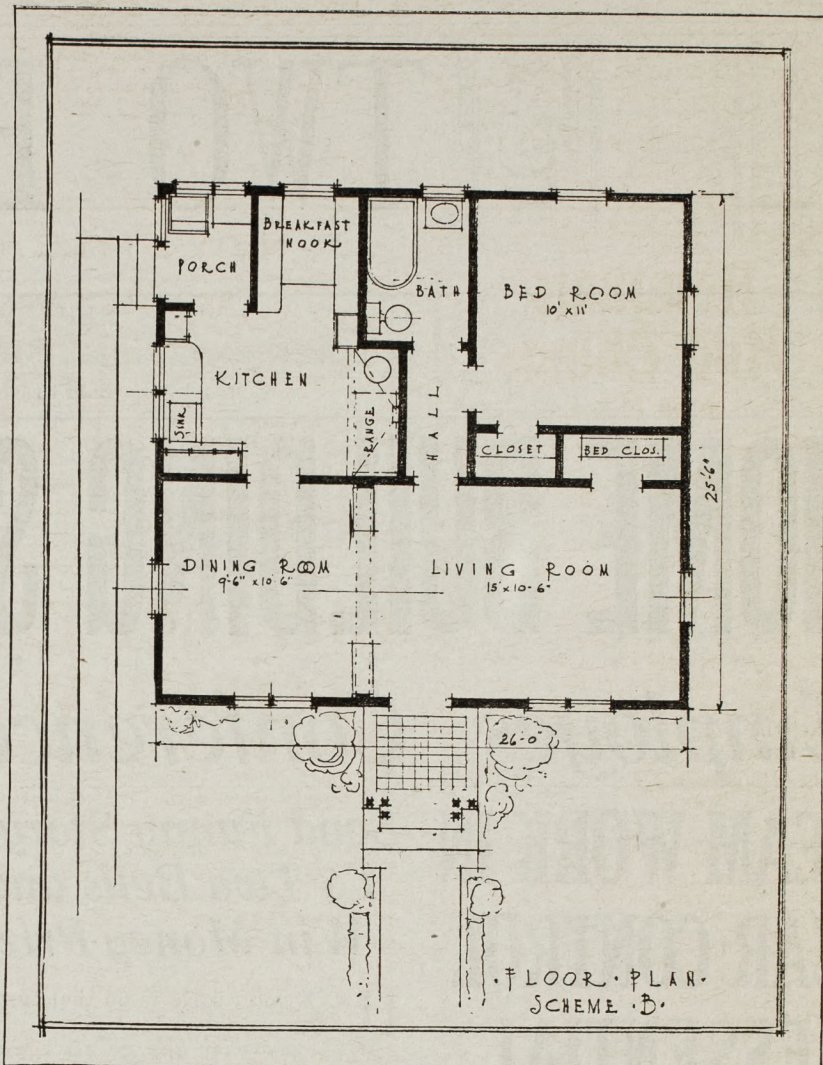 BREAKFAST
NOOK
PORCH
BATH
BED ROOM
10' x 11'
KITCHEN
SINK
RANGE
HALL
CLOSET
BED CLOS.
25'-6"
DINING ROOM
9'-6" x 10'6"
LIVING ROOM
15' x 10-6"
26-0"
·FLOOR·PLAN·
SCHEME·B·